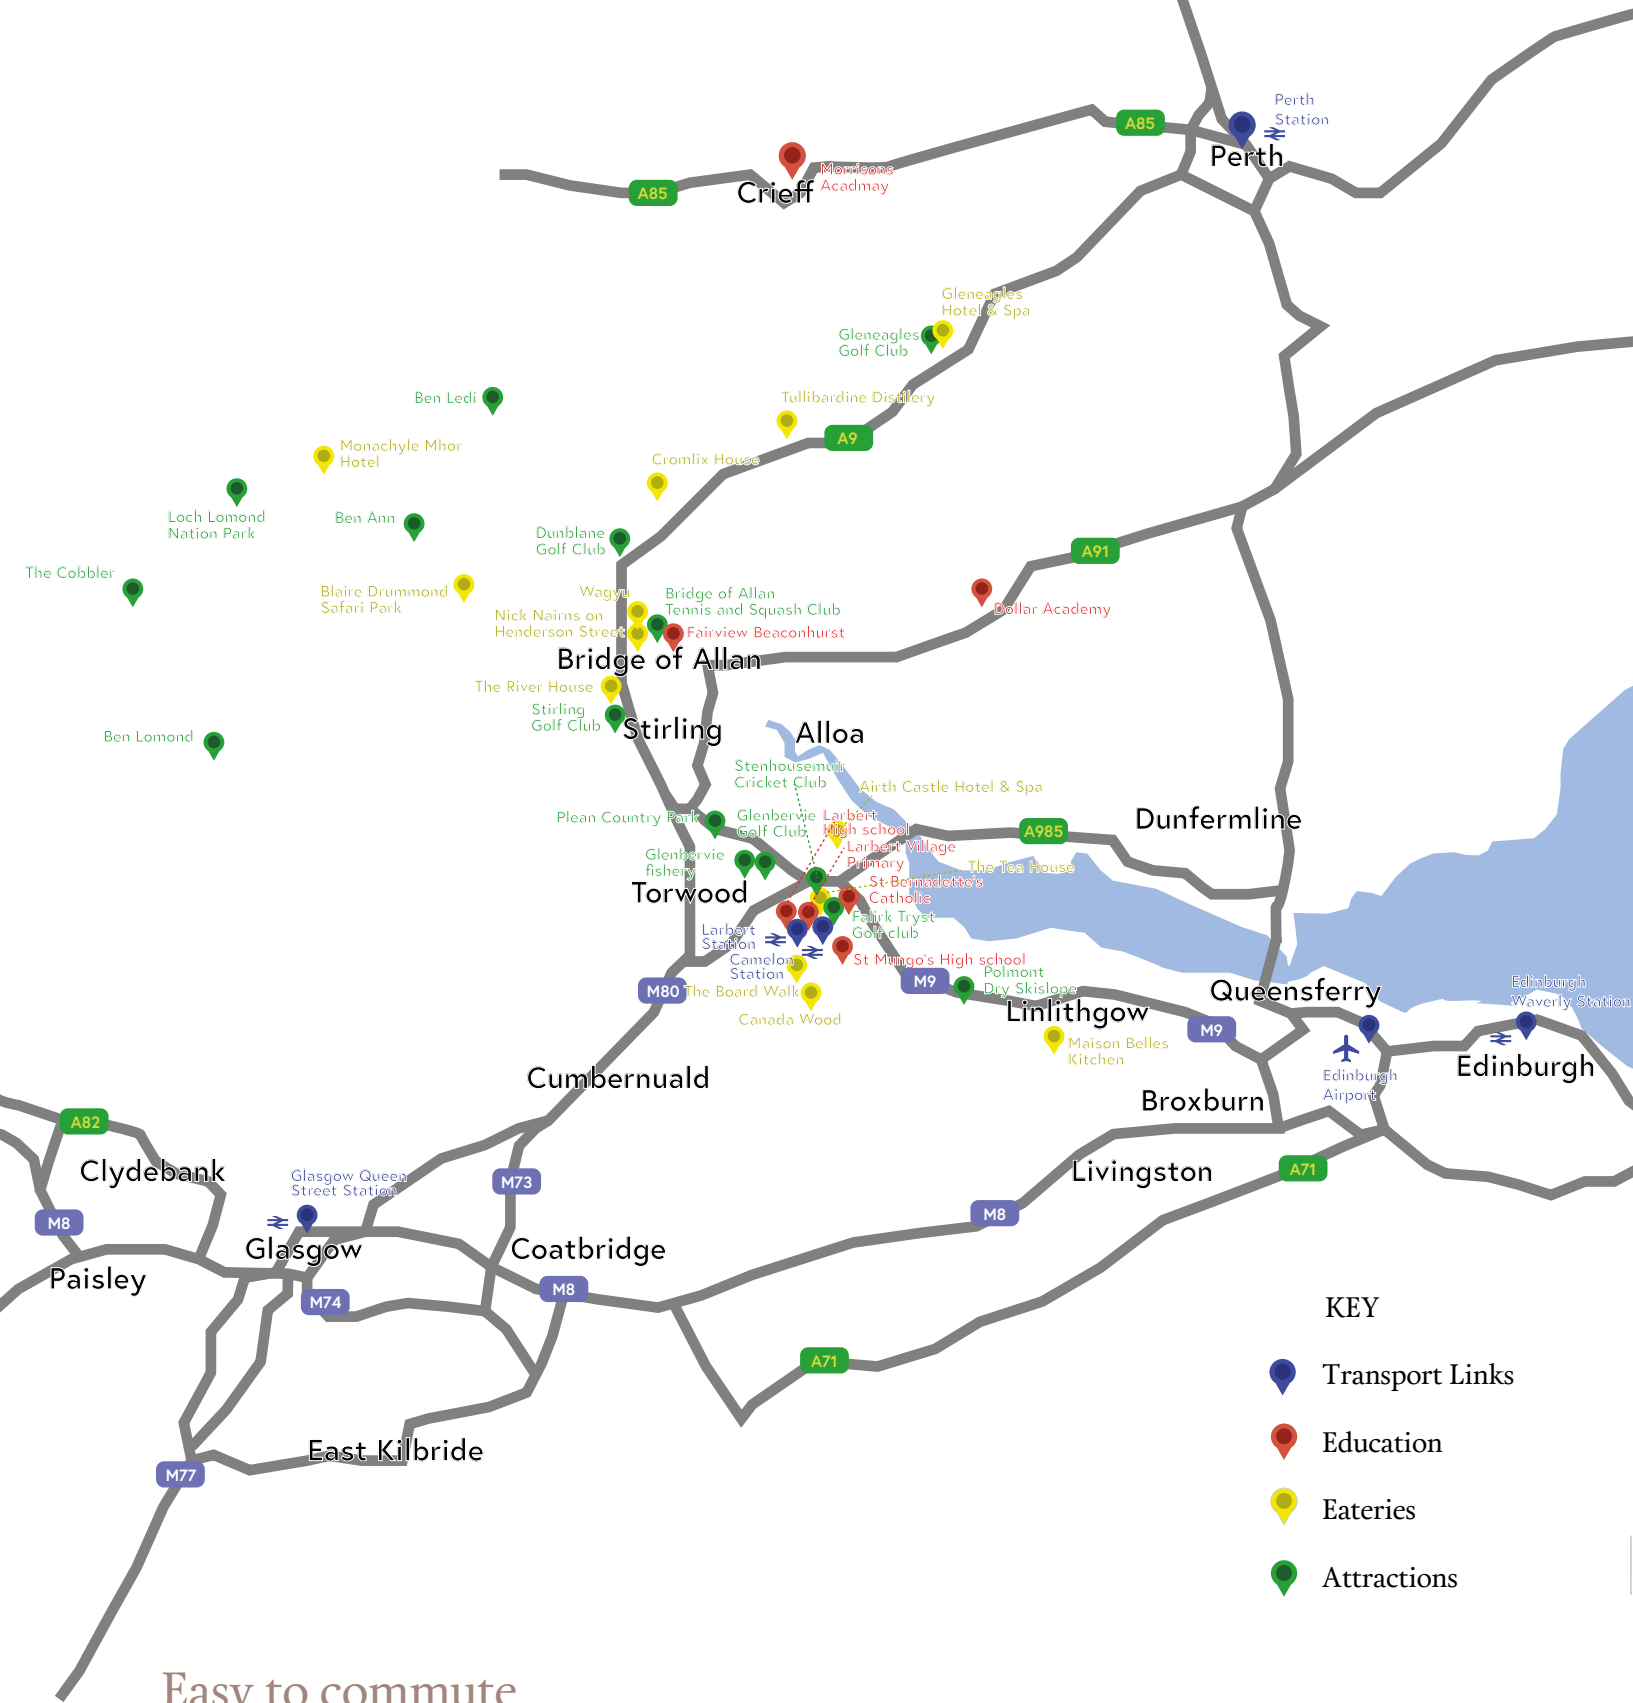 Perth
Station
A85
Perth
Morrisons
Acadmay
Crieff
A85
Gleneagles
Hotel & Spa
Gleneagles
Golf Club
Ben Ledi
Tullibardine Distilery
A9
Monachyle Mhor
Hotel
Cromlix House
Loch Lomond
Nation Park
Ben Ann
Dunblane
Golf Club
A91
The Cobbler
Blaire Drummond
Safari Park
Wagyu
Bridge of Allan
Tennis and Squash Club
Nick Nairns on
Henderson Street
Fairview Beaconhurst
Dollar Academy
Bridge of Allan
The River House
Stirling
Golf Club
Stirling
Alloa
Ben Lomond
Stenhousemuir
Cricket Club
Airth Castle Hotel & Spa
Plean Country Park
Glenbervie
Golf Club
Larbert
High school
A985
Dunfermline
Larbert Village
Primary
Glenbervie
fishery
The Tea House
Torwood
St Bernadette's
Catholic
Falirk Tryst
Golf club
Larbert
Station
Camelon
Station
St Mungo's High school
M80
The Board Walk
M9
Polmont
Dry Skislope
Queensferry
Edinburgh
Waverly Station
Canada Wood
Linlithgow
M9
Maison Belles
Kitchen
Edinburgh
Edinburgh
Airport
Cumbernuald
Broxburn
A82
Clydebank
Glasgow Queen
Street Station
M73
Livingston
A71
M8
M8
Glasgow
Coatbridge
Paisley
M74
M8
A71
East Kilbride
M77
KEY
Transport Links
Education
Eateries
Attractions
Easy to commute